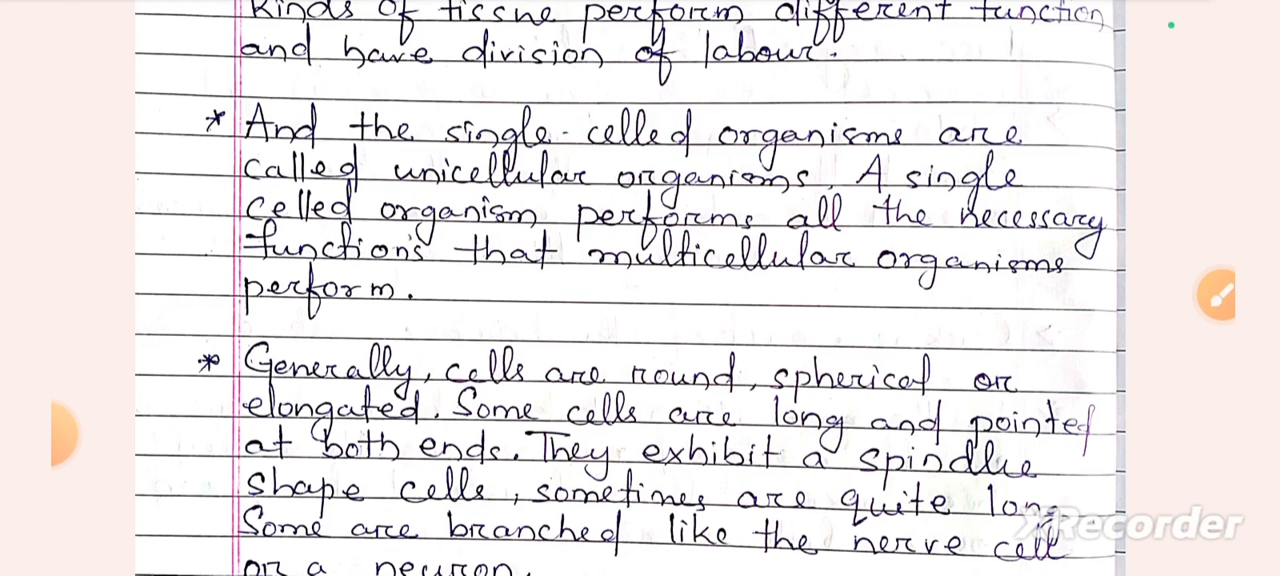 kinds of tissue perform different function
and have division of labour.
* And the single-celled organisms are
called unicellular organisms. A single
celled organism performs all the necessary
functions that multicellular organisms
perform.
* Generally, cells are round, spherical or
elongated. Some cells are long and pointed
at both ends. They exhibit a spindle
shape cells, sometimes are quite long
Some are branched like the nerve cell
or a neuron.
XRecorder